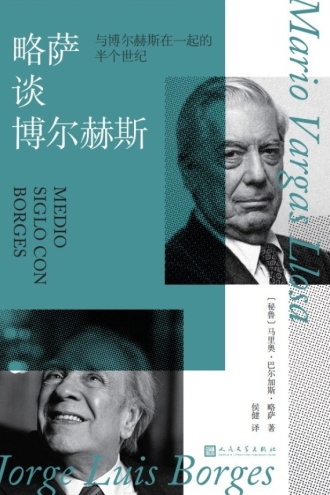 略萨
谈
博尔赫斯
与博尔赫斯在一起的
半个世纪
MEDIO
SIGLO CON
BORGES
Mario Vargas Llosa
〔秘鲁〕马里奥·巴尔加斯·略萨 著
侯健 译
人民文学出版社
Jorge Luis Borges